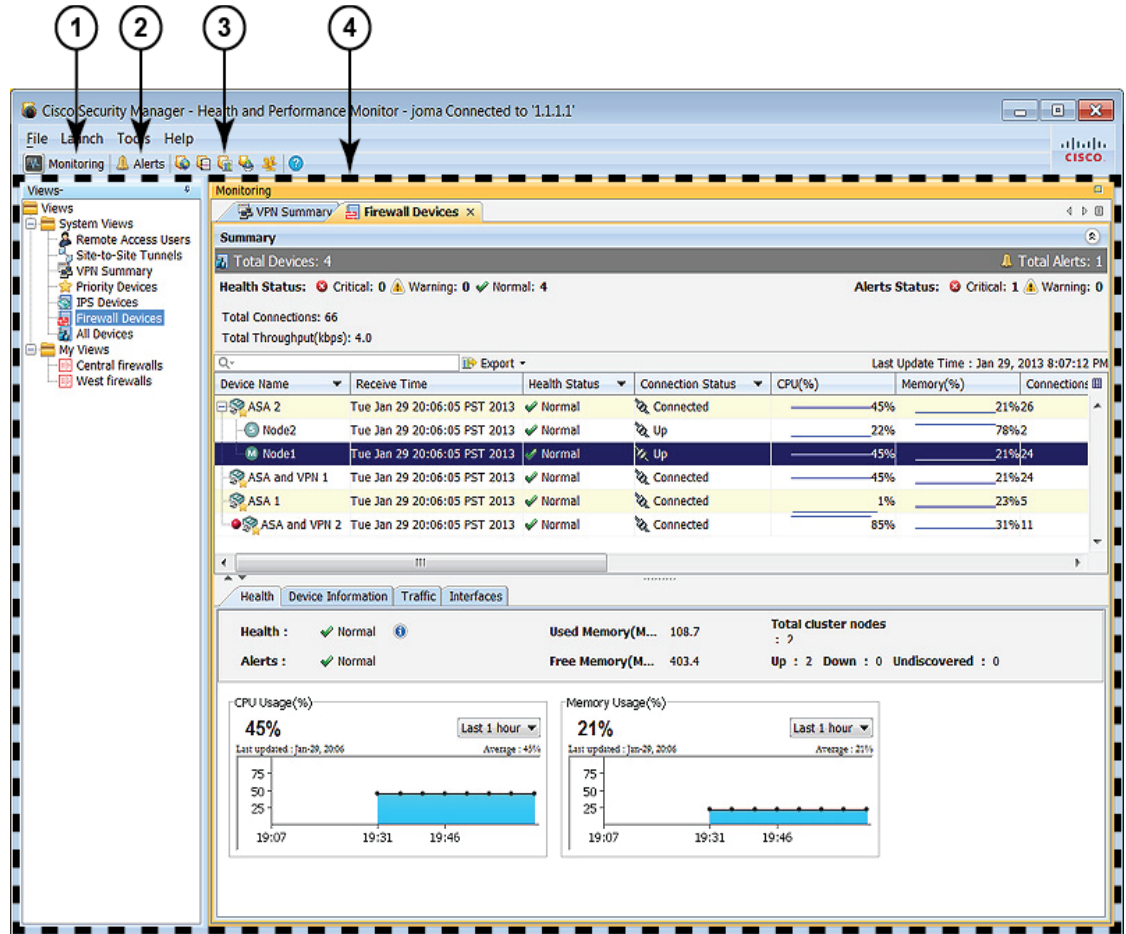 1 2 3 4
Cisco Security Manager - Health and Performance Monitor - joma Connected to '1.1.1.1'
File Launch Tools Help
Monitoring Alerts
CISCO
Views-
Views
System Views
Remote Access Users
Site-to-Site Tunnels
VPN Summary
Priority Devices
IPS Devices
Firewall Devices
All Devices
My Views
Central firewalls
West firewalls
Monitoring
VPN Summary Firewall Devices
Summary
Total Devices: 4 Total Alerts: 1
Health Status: Critical: 0 Warning: 0 Normal: 4 Alerts Status: Critical: 1 Warning: 0
Total Connections: 66
Total Throughput(kbps): 4.0
Export Last Update Time : Jan 29, 2013 8:07:12 PM
Device Name Receive Time Health Status Connection Status CPU(%) Memory(%) Connections
ASA 2 Tue Jan 29 20:06:05 PST 2013 Normal Connected 45% 21% 26
S Node2 Tue Jan 29 20:06:05 PST 2013 Normal Up 22% 78% 2
M Node1 Tue Jan 29 20:06:05 PST 2013 Normal Up 45% 21% 24
ASA and VPN 1 Tue Jan 29 20:06:05 PST 2013 Normal Connected 45% 21% 24
ASA 1 Tue Jan 29 20:06:05 PST 2013 Normal Connected 1% 23% 5
ASA and VPN 2 Tue Jan 29 20:06:05 PST 2013 Normal Connected 85% 31% 11
Health Device Information Traffic Interfaces
Health : Normal Used Memory(M... 108.7 Total cluster nodes
: 2
Alerts : Normal Free Memory(M... 403.4 Up : 2 Down : 0 Undiscovered : 0
CPU Usage(%)
45% Last 1 hour
Last updated : Jan-29, 20:06 Average : 45%
75
50
25
19:07 19:31 19:46
Memory Usage(%)
21% Last 1 hour
Last updated : Jan-29, 20:06 Average : 21%
75
50
25
19:07 19:31 19:46